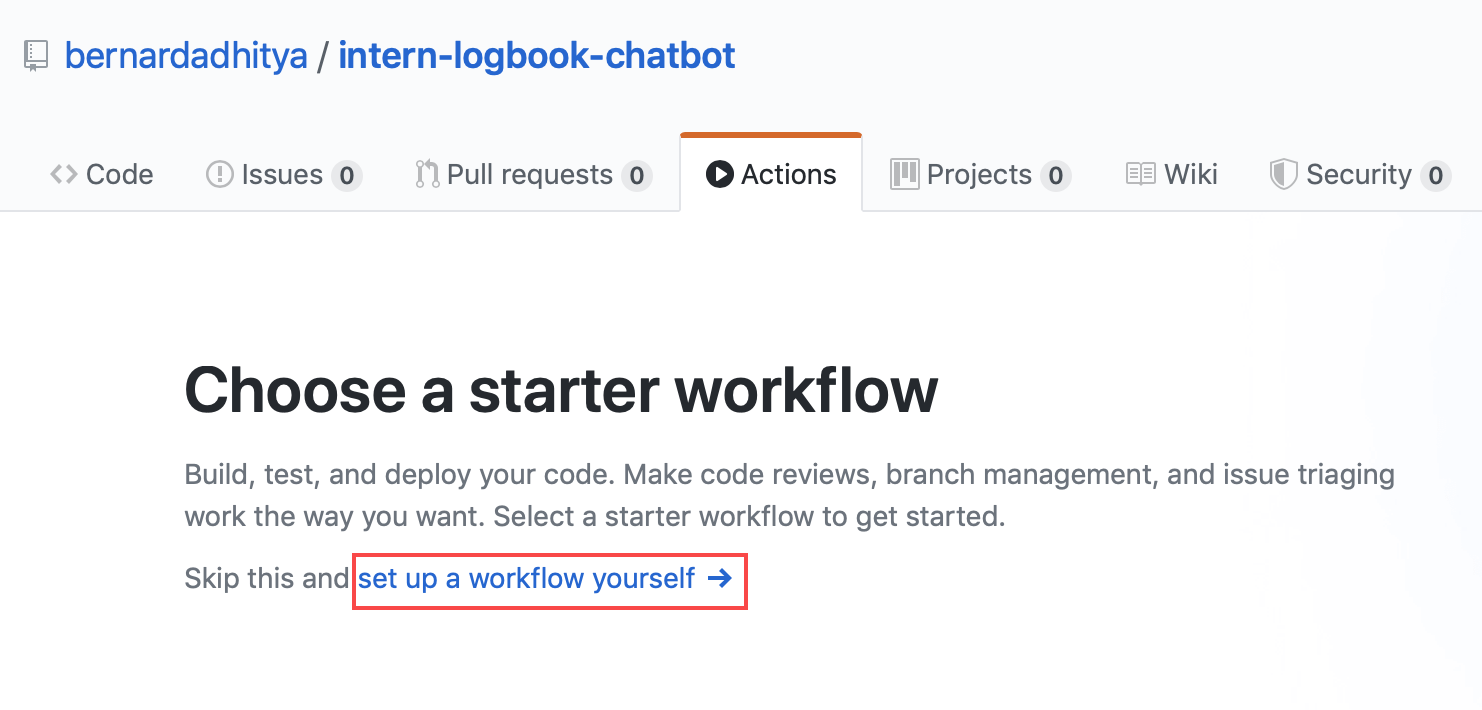 bernardadhitya / intern-logbook-chatbot
Code Issues 0 Pull requests 0 Actions Projects 0 Wiki Security 0
Choose a starter workflow
Build, test, and deploy your code. Make code reviews, branch management, and issue triaging
work the way you want. Select a starter workflow to get started.
Skip this and set up a workflow yourself →